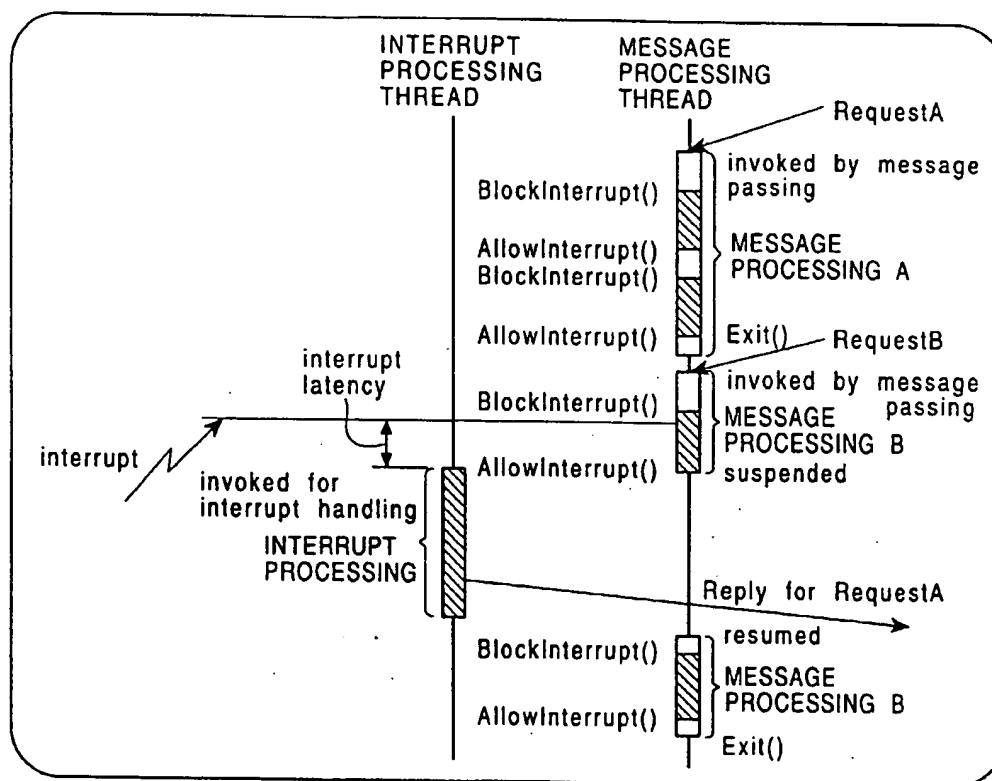 INTERRUPT
PROCESSING
THREAD
MESSAGE
PROCESSING
THREAD
RequestA
invoked by message
passing
BlockInterrupt()
AllowInterrupt()
BlockInterrupt()
MESSAGE
PROCESSING A
AllowInterrupt()
Exit()
RequestB
interrupt
latency
invoked by message
passing
BlockInterrupt()
MESSAGE
PROCESSING B
suspended
interrupt
AllowInterrupt()
invoked for
interrupt handling
INTERRUPT
PROCESSING
Reply for RequestA
resumed
BlockInterrupt()
MESSAGE
PROCESSING B
AllowInterrupt()
Exit()